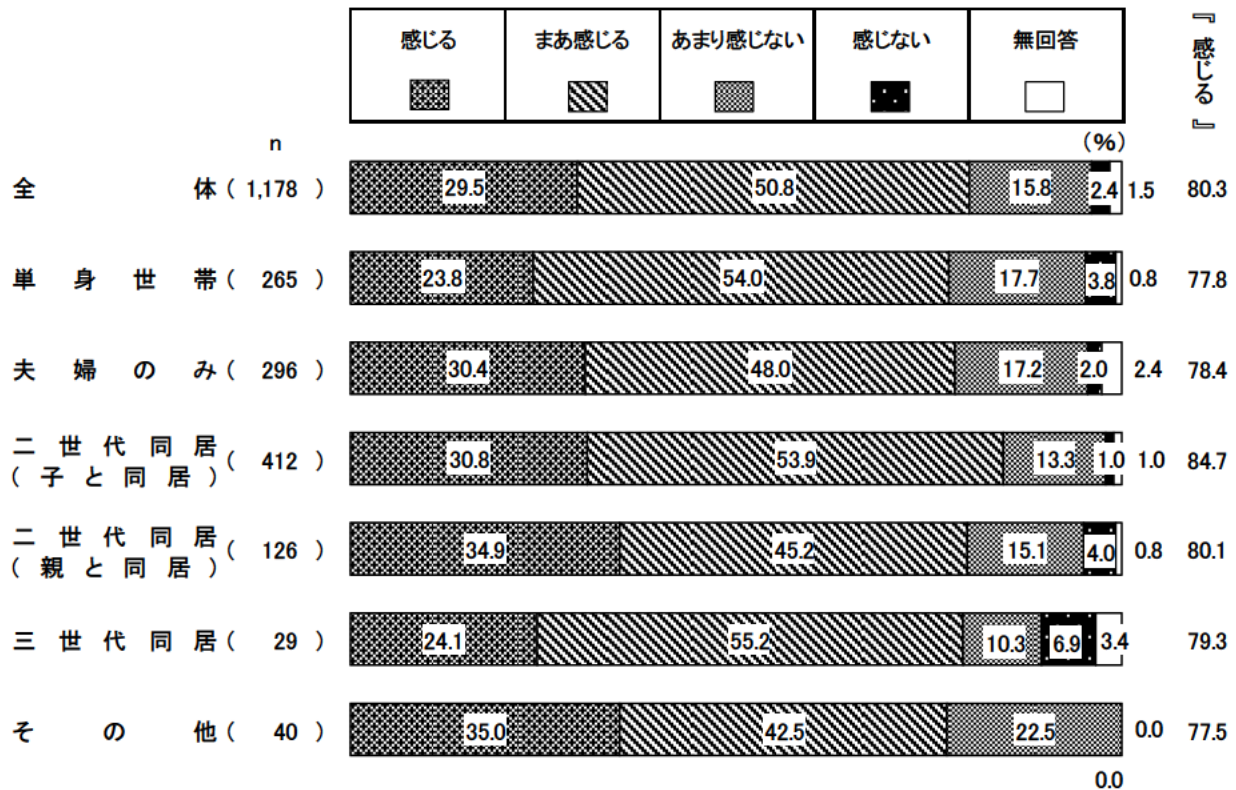 感じる まあ感じる あまり感じない 感じない 無回答
『感じる』
n (%)
全体 ( 1,178 ) 29.5 50.8 15.8 2.4 1.5 80.3
単身世帯 ( 265 ) 23.8 54.0 17.7 3.8 0.8 77.8
夫婦のみ ( 296 ) 30.4 48.0 17.2 2.0 2.4 78.4
二世代同居
(子と同居) ( 412 ) 30.8 53.9 13.3 1.0 1.0 84.7
二世代同居
(親と同居) ( 126 ) 34.9 45.2 15.1 4.0 0.8 80.1
三世代同居 ( 29 ) 24.1 55.2 10.3 6.9 3.4 79.3
その他 ( 40 ) 35.0 42.5 22.5 0.0 77.5
0.0